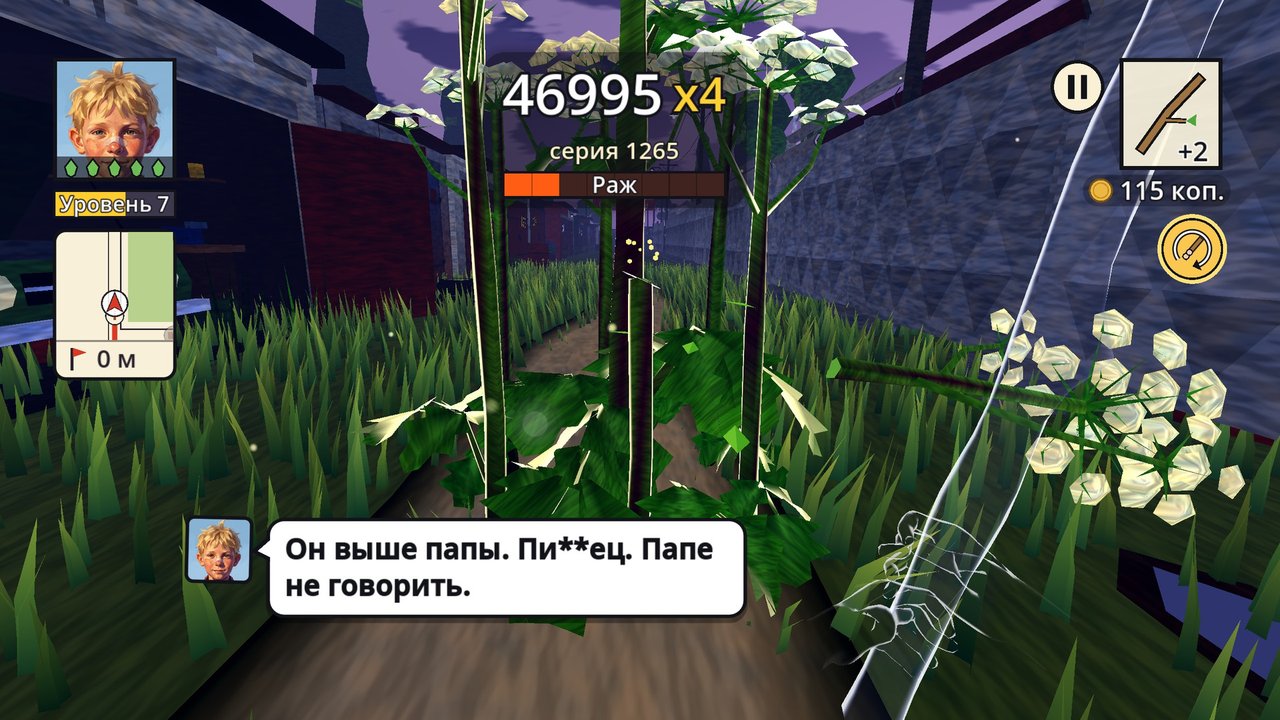 46995 x4
серия 1265
Раж
Уровень 7
0 м
+2
115 коп.
Он выше папы. Пи**ец. Папе
не говорить.